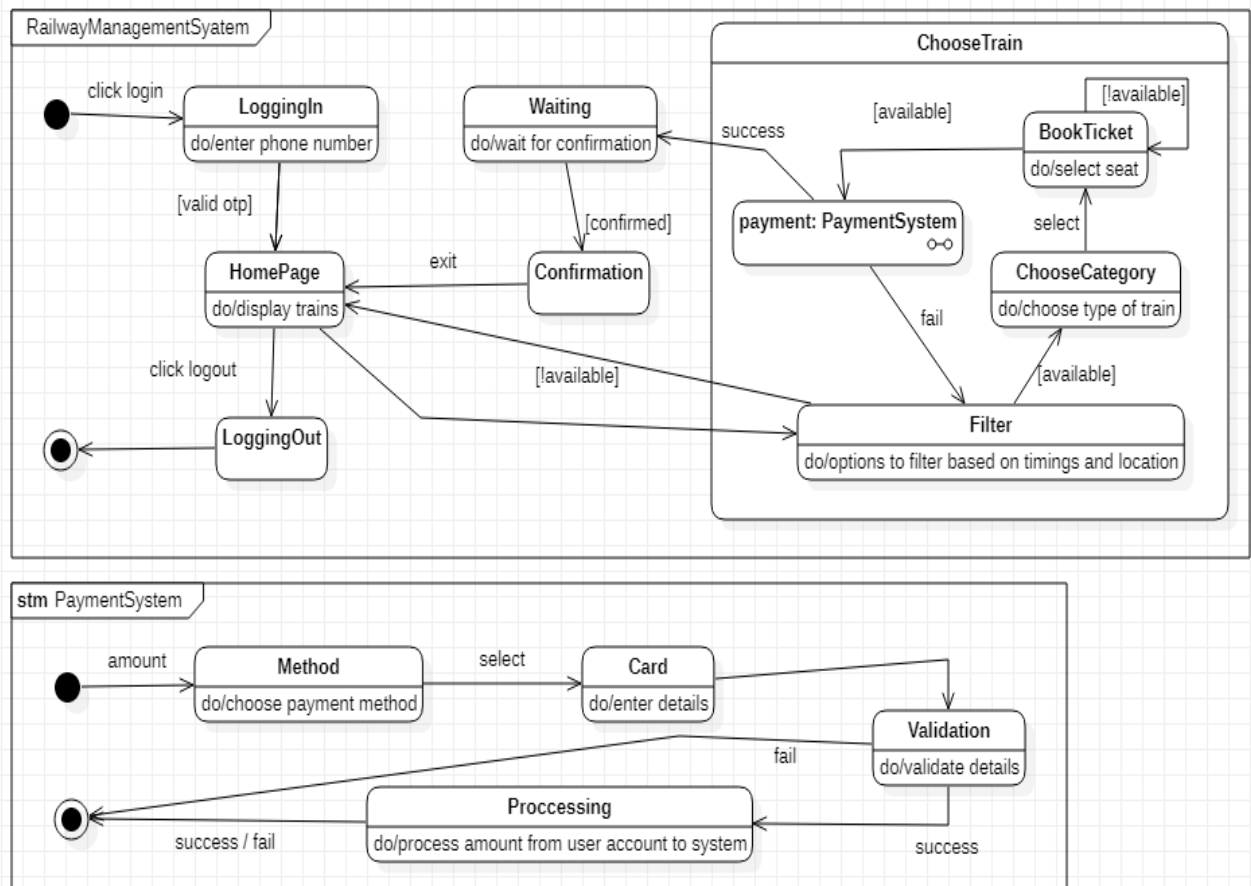 RailwayManagementSyatem
ChooseTrain
click login
LoggingIn
do/enter phone number
Waiting
do/wait for confirmation
success
[available]
[!available]
BookTicket
do/select seat
[valid otp]
[confirmed]
payment: PaymentSystem
select
HomePage
do/display trains
exit
Confirmation
ChooseCategory
do/choose type of train
fail
click logout
[!available]
[available]
LoggingOut
Filter
do/options to filter based on timings and location
stm PaymentSystem
amount
Method
do/choose payment method
select
Card
do/enter details
Validation
do/validate details
fail
Proccessing
do/process amount from user account to system
success / fail
success